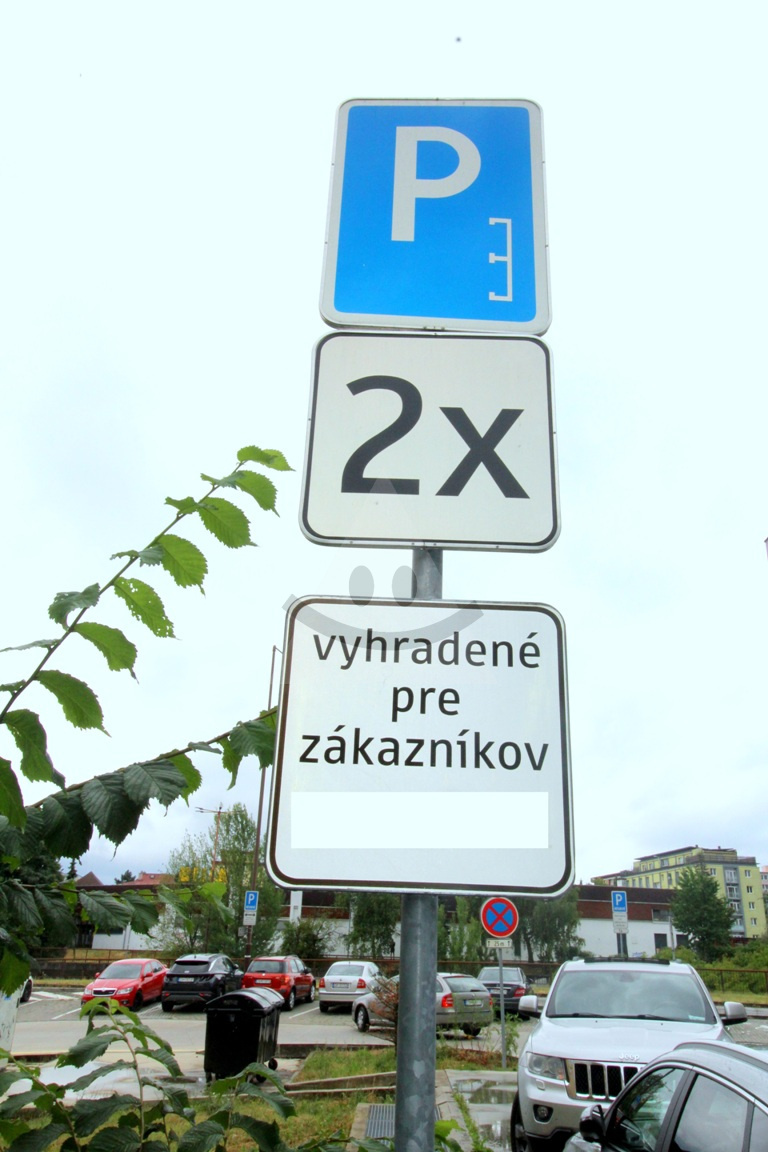 P
2x
vyhradené
pre
zákazníkov
P
P